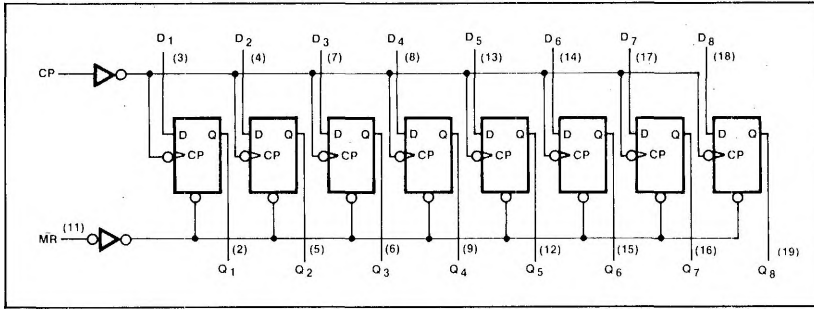 D1 D2 D3 D4 D5 D6 D7 D8
(3) (4) (7) (8) (13) (14) (17) (18)
CP
D Q D Q D Q D Q D Q D Q D Q D Q
CP CP CP CP CP CP CP CP
MR (11)
(2) (5) (6) (9) (12) (15) (16) (19)
Q1 Q2 Q3 Q4 Q5 Q6 Q7 Q8